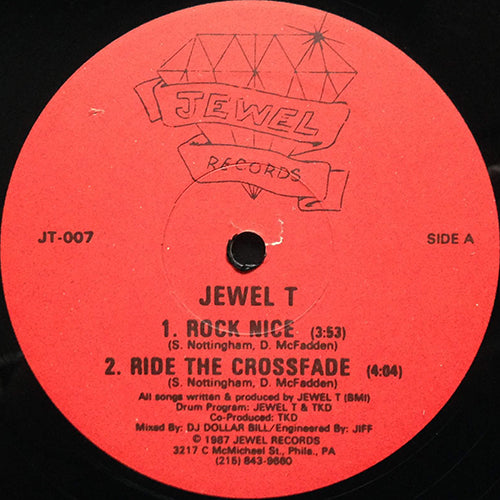 JEWEL
RECORDS
JT-007
SIDE A
JEWEL T
1. ROCK NICE (3:53)
(S. Nottingham, D. McFadden)
2. RIDE THE CROSSFADE (4:04)
(S. Nottingham, D. McFadden)
All songs written & produced by JEWEL T (BMI)
Drum Program: JEWEL T & TKD
Co-Produced: TKD
Mixed By: DJ DOLLAR BILL/Engineered By: JIFF
© 1987 JEWEL RECORDS
3217 C McMichael St., Phila., PA
(215) 843-9660